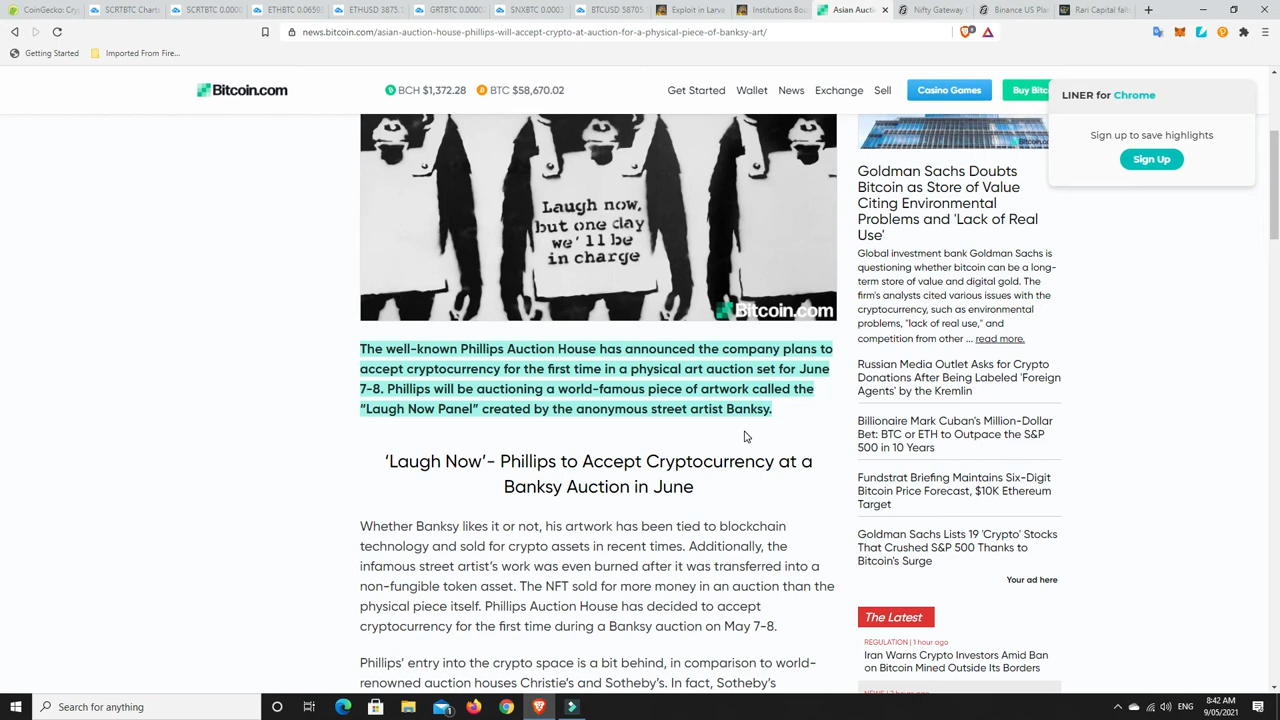 CoinGecko: Cry
SCRTBTC Charts
SCRTBTC 0.0000
ETHBTC 0.06595
ETHUSD 3875.1
GRTBTC 0.0000
SNXBTC 0.0003
BTCUSD 58705
Exploit in Larva
Institutions Bou
Asian Auctio
Nifty Gateway C
Binance US Plan
Rari Capital falls
news.bitcoin.com/asian-auction-house-phillips-will-accept-crypto-at-auction-for-a-physical-piece-of-banksy-art/
Getting Started
Imported From Fire...
Bitcoin.com
BCH $1,372.28
BTC $58,670.02
Get Started
Wallet
News
Exchange
Sell
Casino Games
Buy Bitc
LINER for Chrome
Sign up to save highlights
Sign Up
Laugh now,
but one day
we'll be
in charge
Bitcoin.com
The well-known Phillips Auction House has announced the company plans to
accept cryptocurrency for the first time in a physical art auction set for June
7-8. Phillips will be auctioning a world-famous piece of artwork called the
“Laugh Now Panel” created by the anonymous street artist Banksy.
‘Laugh Now’- Phillips to Accept Cryptocurrency at a
Banksy Auction in June
Whether Banksy likes it or not, his artwork has been tied to blockchain
technology and sold for crypto assets in recent times. Additionally, the
infamous street artist’s work was even burned after it was transferred into a
non-fungible token asset. The NFT sold for more money in an auction than the
physical piece itself. Phillips Auction House has decided to accept
cryptocurrency for the first time during a Banksy auction on May 7-8.
Phillips’ entry into the crypto space is a bit behind, in comparison to world-
renowned auction houses Christie’s and Sotheby’s. In fact, Sotheby’s
Goldman Sachs Doubts
Bitcoin as Store of Value
Citing Environmental
Problems and 'Lack of Real
Use'
Global investment bank Goldman Sachs is
questioning whether bitcoin can be a long-
term store of value and digital gold. The
firm's analysts cited various issues with the
cryptocurrency, such as environmental
problems, "lack of real use," and
competition from other ... read more.
Russian Media Outlet Asks for Crypto
Donations After Being Labeled 'Foreign
Agents' by the Kremlin
Billionaire Mark Cuban's Million-Dollar
Bet: BTC or ETH to Outpace the S&P
500 in 10 Years
Fundstrat Briefing Maintains Six-Digit
Bitcoin Price Forecast, $10K Ethereum
Target
Goldman Sachs Lists 19 'Crypto' Stocks
That Crushed S&P 500 Thanks to
Bitcoin's Surge
Your ad here
The Latest
REGULATION | 1 hour ago
Iran Warns Crypto Investors Amid Ban
on Bitcoin Mined Outside Its Borders
Search for anything
ENG
8:42 AM
9/05/2021